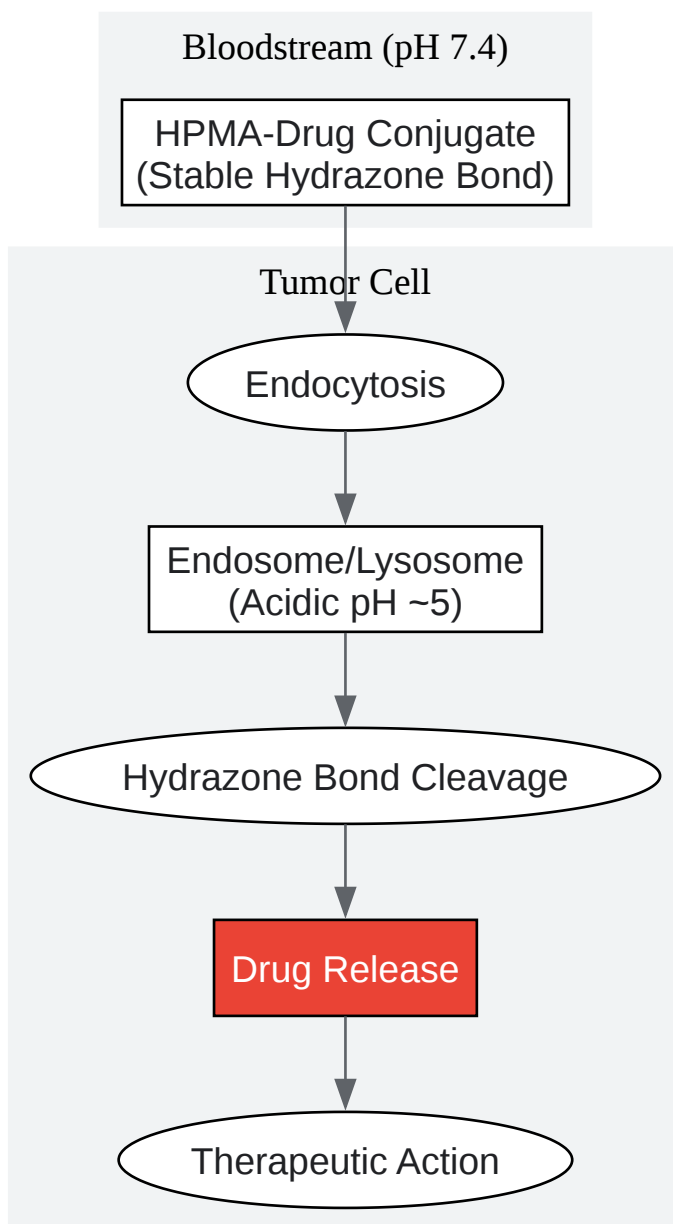 Bloodstream (pH 7.4)
HPMA-Drug Conjugate
(Stable Hydrazone Bond)
Tumor Cell
Endocytosis
Endosome/Lysosome
(Acidic pH ~5)
Hydrazone Bond Cleavage
Drug Release
Therapeutic Action